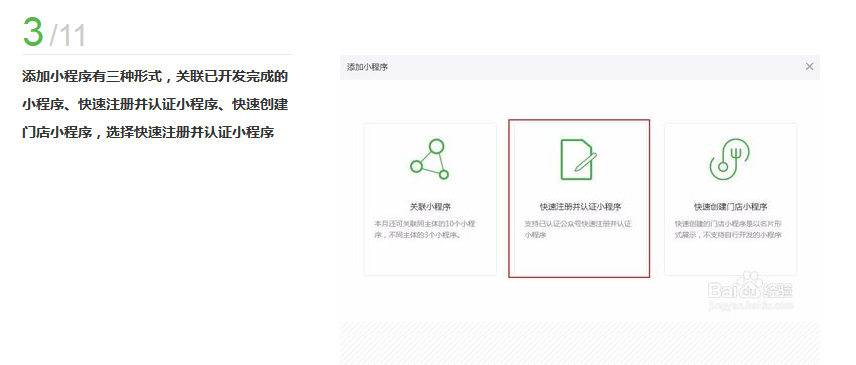 3/11
添加小程序有三种形式，关联已开发完成的
小程序、快速注册并认证小程序、快速创建
门店小程序，选择快速注册并认证小程序
添加小程序
关联小程序
本月还可关联同主体的10个小程
序，不同主体的3个小程序。
快速注册并认证小程序
支持已认证公众号快速注册并认证
小程序
快速创建门店小程序
快速创建的门店小程序是以名片形
式展示，不支持自行开发的小程序
Baidu经验
jingyan.baidu.com